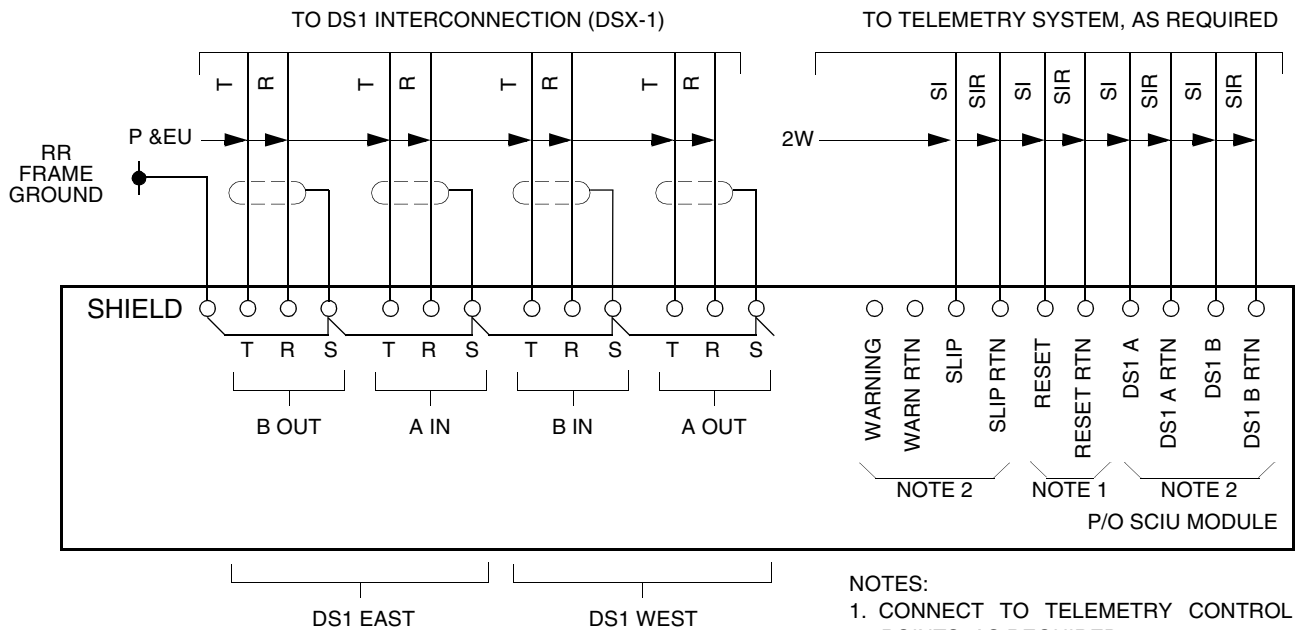 TO DS1 INTERCONNECTION (DSX-1)
TO TELEMETRY SYSTEM, AS REQUIRED
T R T R T R T R
SI SIR SI SIR SI SIR SI SIR
P &EU
2W
RR
FRAME
GROUND
SHIELD
T R S T R S T R S T R S
B OUT A IN B IN A OUT
WARNING
WARN RTN
SLIP
SLIP RTN
RESET
RESET RTN
DS1 A
DS1 A RTN
DS1 B
DS1 B RTN
NOTE 2 NOTE 1 NOTE 2
P/O SCIU MODULE
DS1 EAST DS1 WEST
NOTES:
1. CONNECT TO TELEMETRY CONTROL